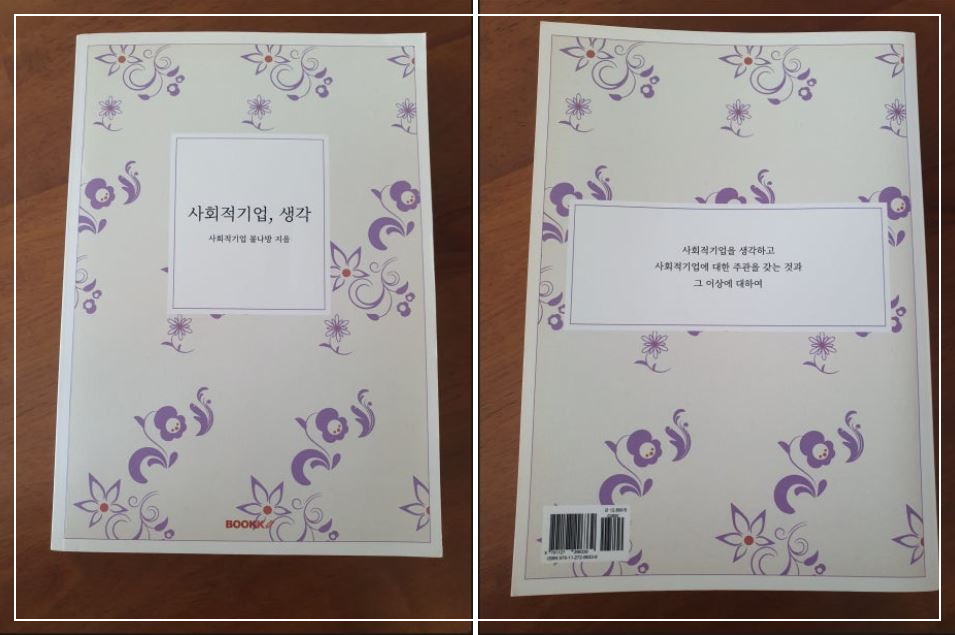 사회적기업, 생각
사회적기업 꿈나방 지음
BOOKK
사회적기업을 생각하고
사회적기업에 대한 주관을 갖는 것과
그 이상에 대하여